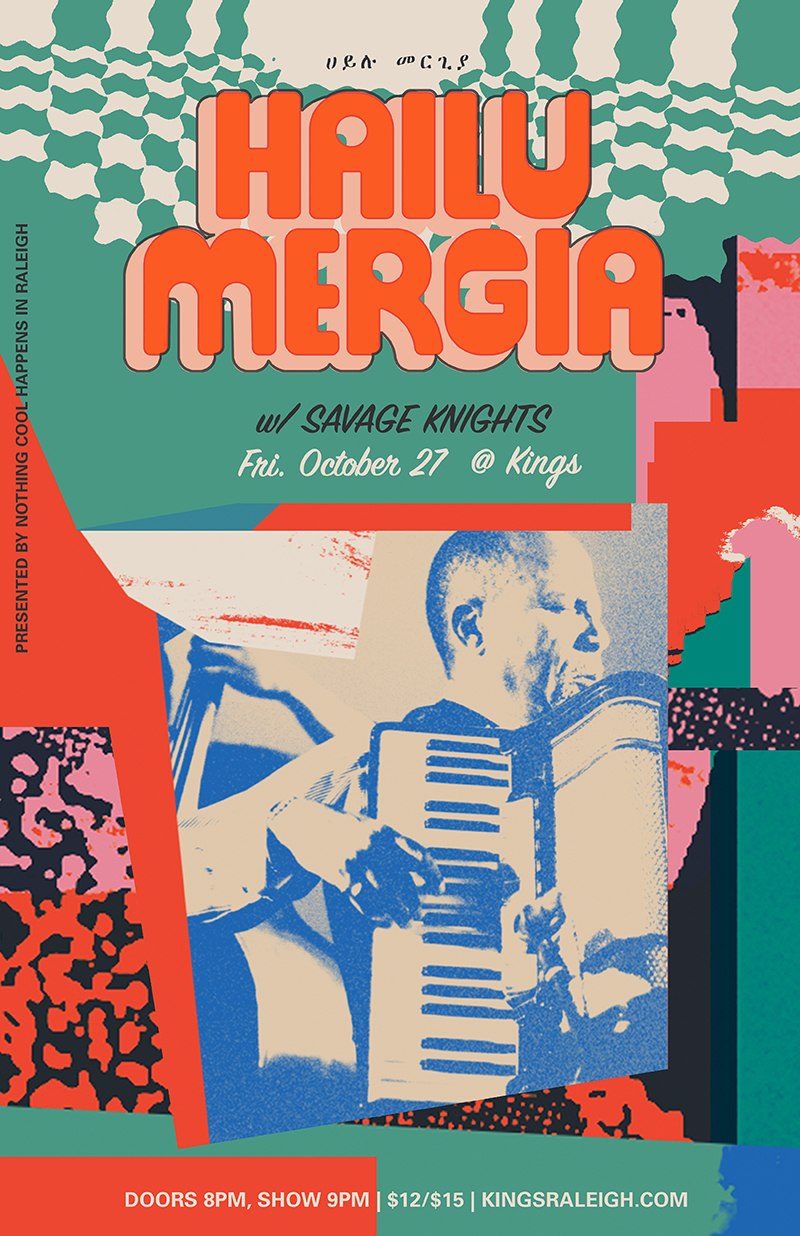 ሀይሉ መርጊያ
HAILU
MERGIA
w/ SAVAGE KNIGHTS
Fri. October 27 @ Kings
PRESENTED BY NOTHING COOL HAPPENS IN RALEIGH
DOORS 8PM, SHOW 9PM | $12/$15 | KINGSRALEIGH.COM